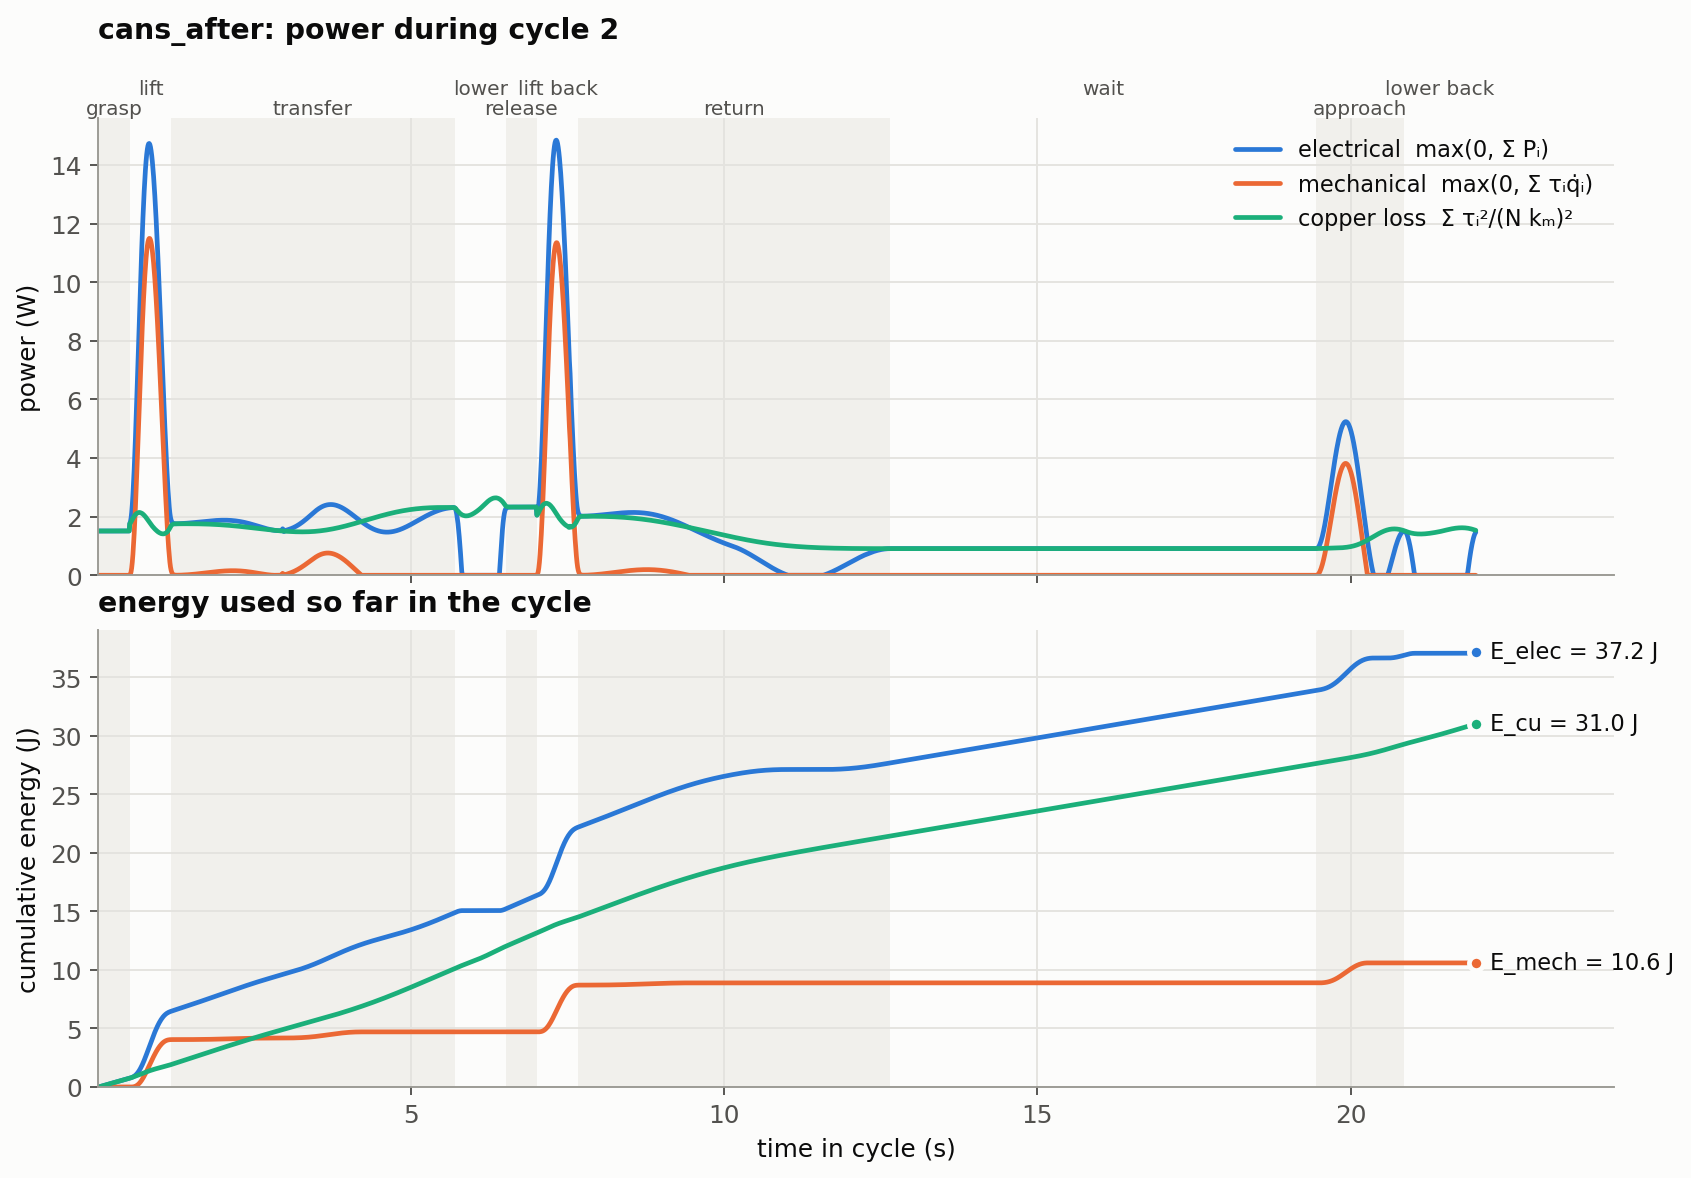 cans_after: power during cycle 2
lift lower lift back wait lower back
grasp transfer release return approach
electrical  max(0, Σ Pᵢ)
mechanical  max(0, Σ τᵢq̇ᵢ)
copper loss  Σ τᵢ²/(N kₘ)²
14
12
10
8
6
4
2
0
power (W)
energy used so far in the cycle
E_elec = 37.2 J
E_cu = 31.0 J
E_mech = 10.6 J
35
30
25
20
15
10
5
0
cumulative energy (J)
5 10 15 20
time in cycle (s)